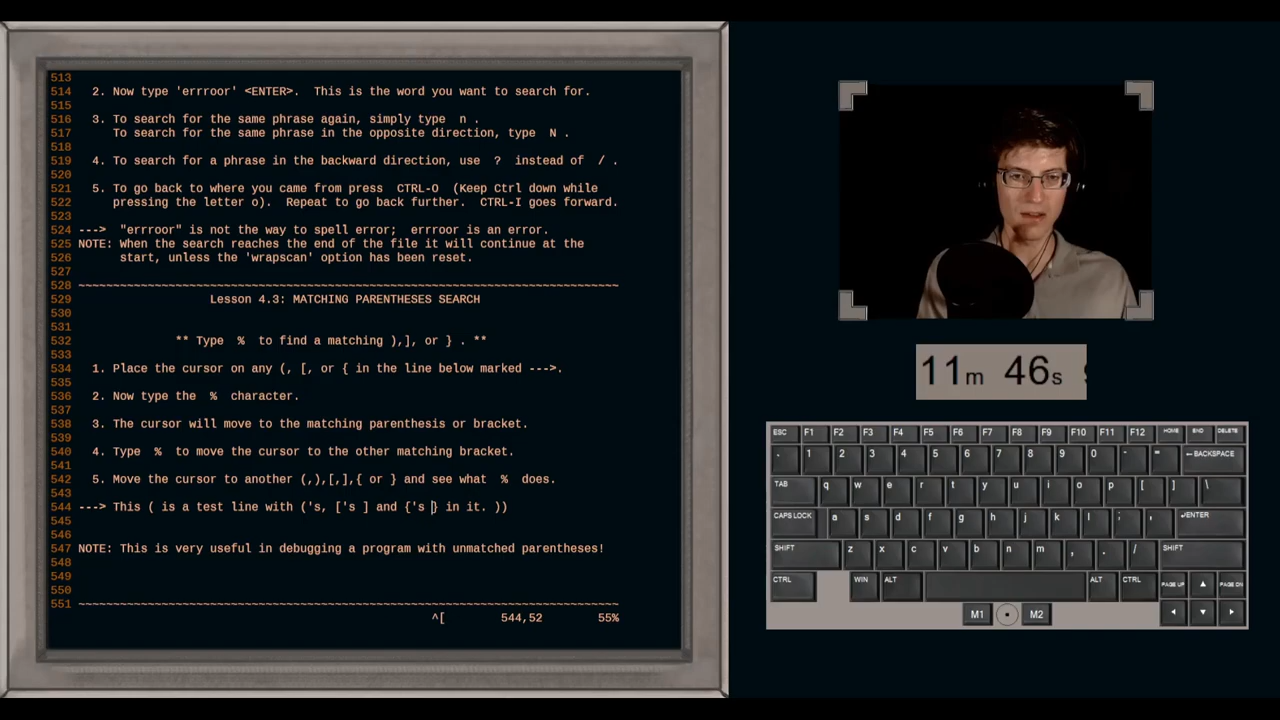 513
514   2. Now type 'errroor' <ENTER>.  This is the word you want to search for.
515
516   3. To search for the same phrase again, simply type  n .
517      To search for the same phrase in the opposite direction, type  N .
518
519   4. To search for a phrase in the backward direction, use  ?  instead of  / .
520
521   5. To go back to where you came from press  CTRL-O  (Keep Ctrl down while
522      pressing the letter o).  Repeat to go back further.  CTRL-I goes forward.
523
524 --->  "errroor" is not the way to spell error;  errroor is an error.
525 NOTE: When the search reaches the end of the file it will continue at the
526       start, unless the 'wrapscan' option has been reset.
527
528 ~~~~~~~~~~~~~~~~~~~~~~~~~~~~~~~~~~~~~~~~~~~~~~~~~~~~~~~~~~~~~~~~~~~~~~~~~~~~~~
529                    Lesson 4.3: MATCHING PARENTHESES SEARCH
530
531
532               ** Type  %  to find a matching ),], or } . **
533
534   1. Place the cursor on any (, [, or { in the line below marked --->.
535
536   2. Now type the  %  character.
537
538   3. The cursor will move to the matching parenthesis or bracket.
539
540   4. Type  %  to move the cursor to the other matching bracket.
541
542   5. Move the cursor to another (,),[,],{ or } and see what  %  does.
543
544 ---> This ( is a test line with ('s, ['s ] and {'s } in it. ))
545
546
547 NOTE: This is very useful in debugging a program with unmatched parentheses!
548
549
550
551 ~~~~~~~~~~~~~~~~~~~~~~~~~~~~~~~~~~~~~~~~~~~~~~~~~~~~~~~~~~~~~~~~~~~~~~~~~~~~~~
^[        544,52        55%
11m 46s
ESC F1 F2 F3 F4 F5 F6 F7 F8 F9 F10 F11 F12 HOME END DELETE
1 2 3 4 5 6 7 8 9 0 - = ←BACKSPACE
TAB q w e r t y u i o p [ ] \
CAPS LOCK a s d f g h j k l ; ↵ENTER
SHIFT z x c v b n m , . / SHIFT
CTRL WIN ALT ALT CTRL PAGE UP ▲ PAGE DN
M1 M2 ◄ ▼ ►